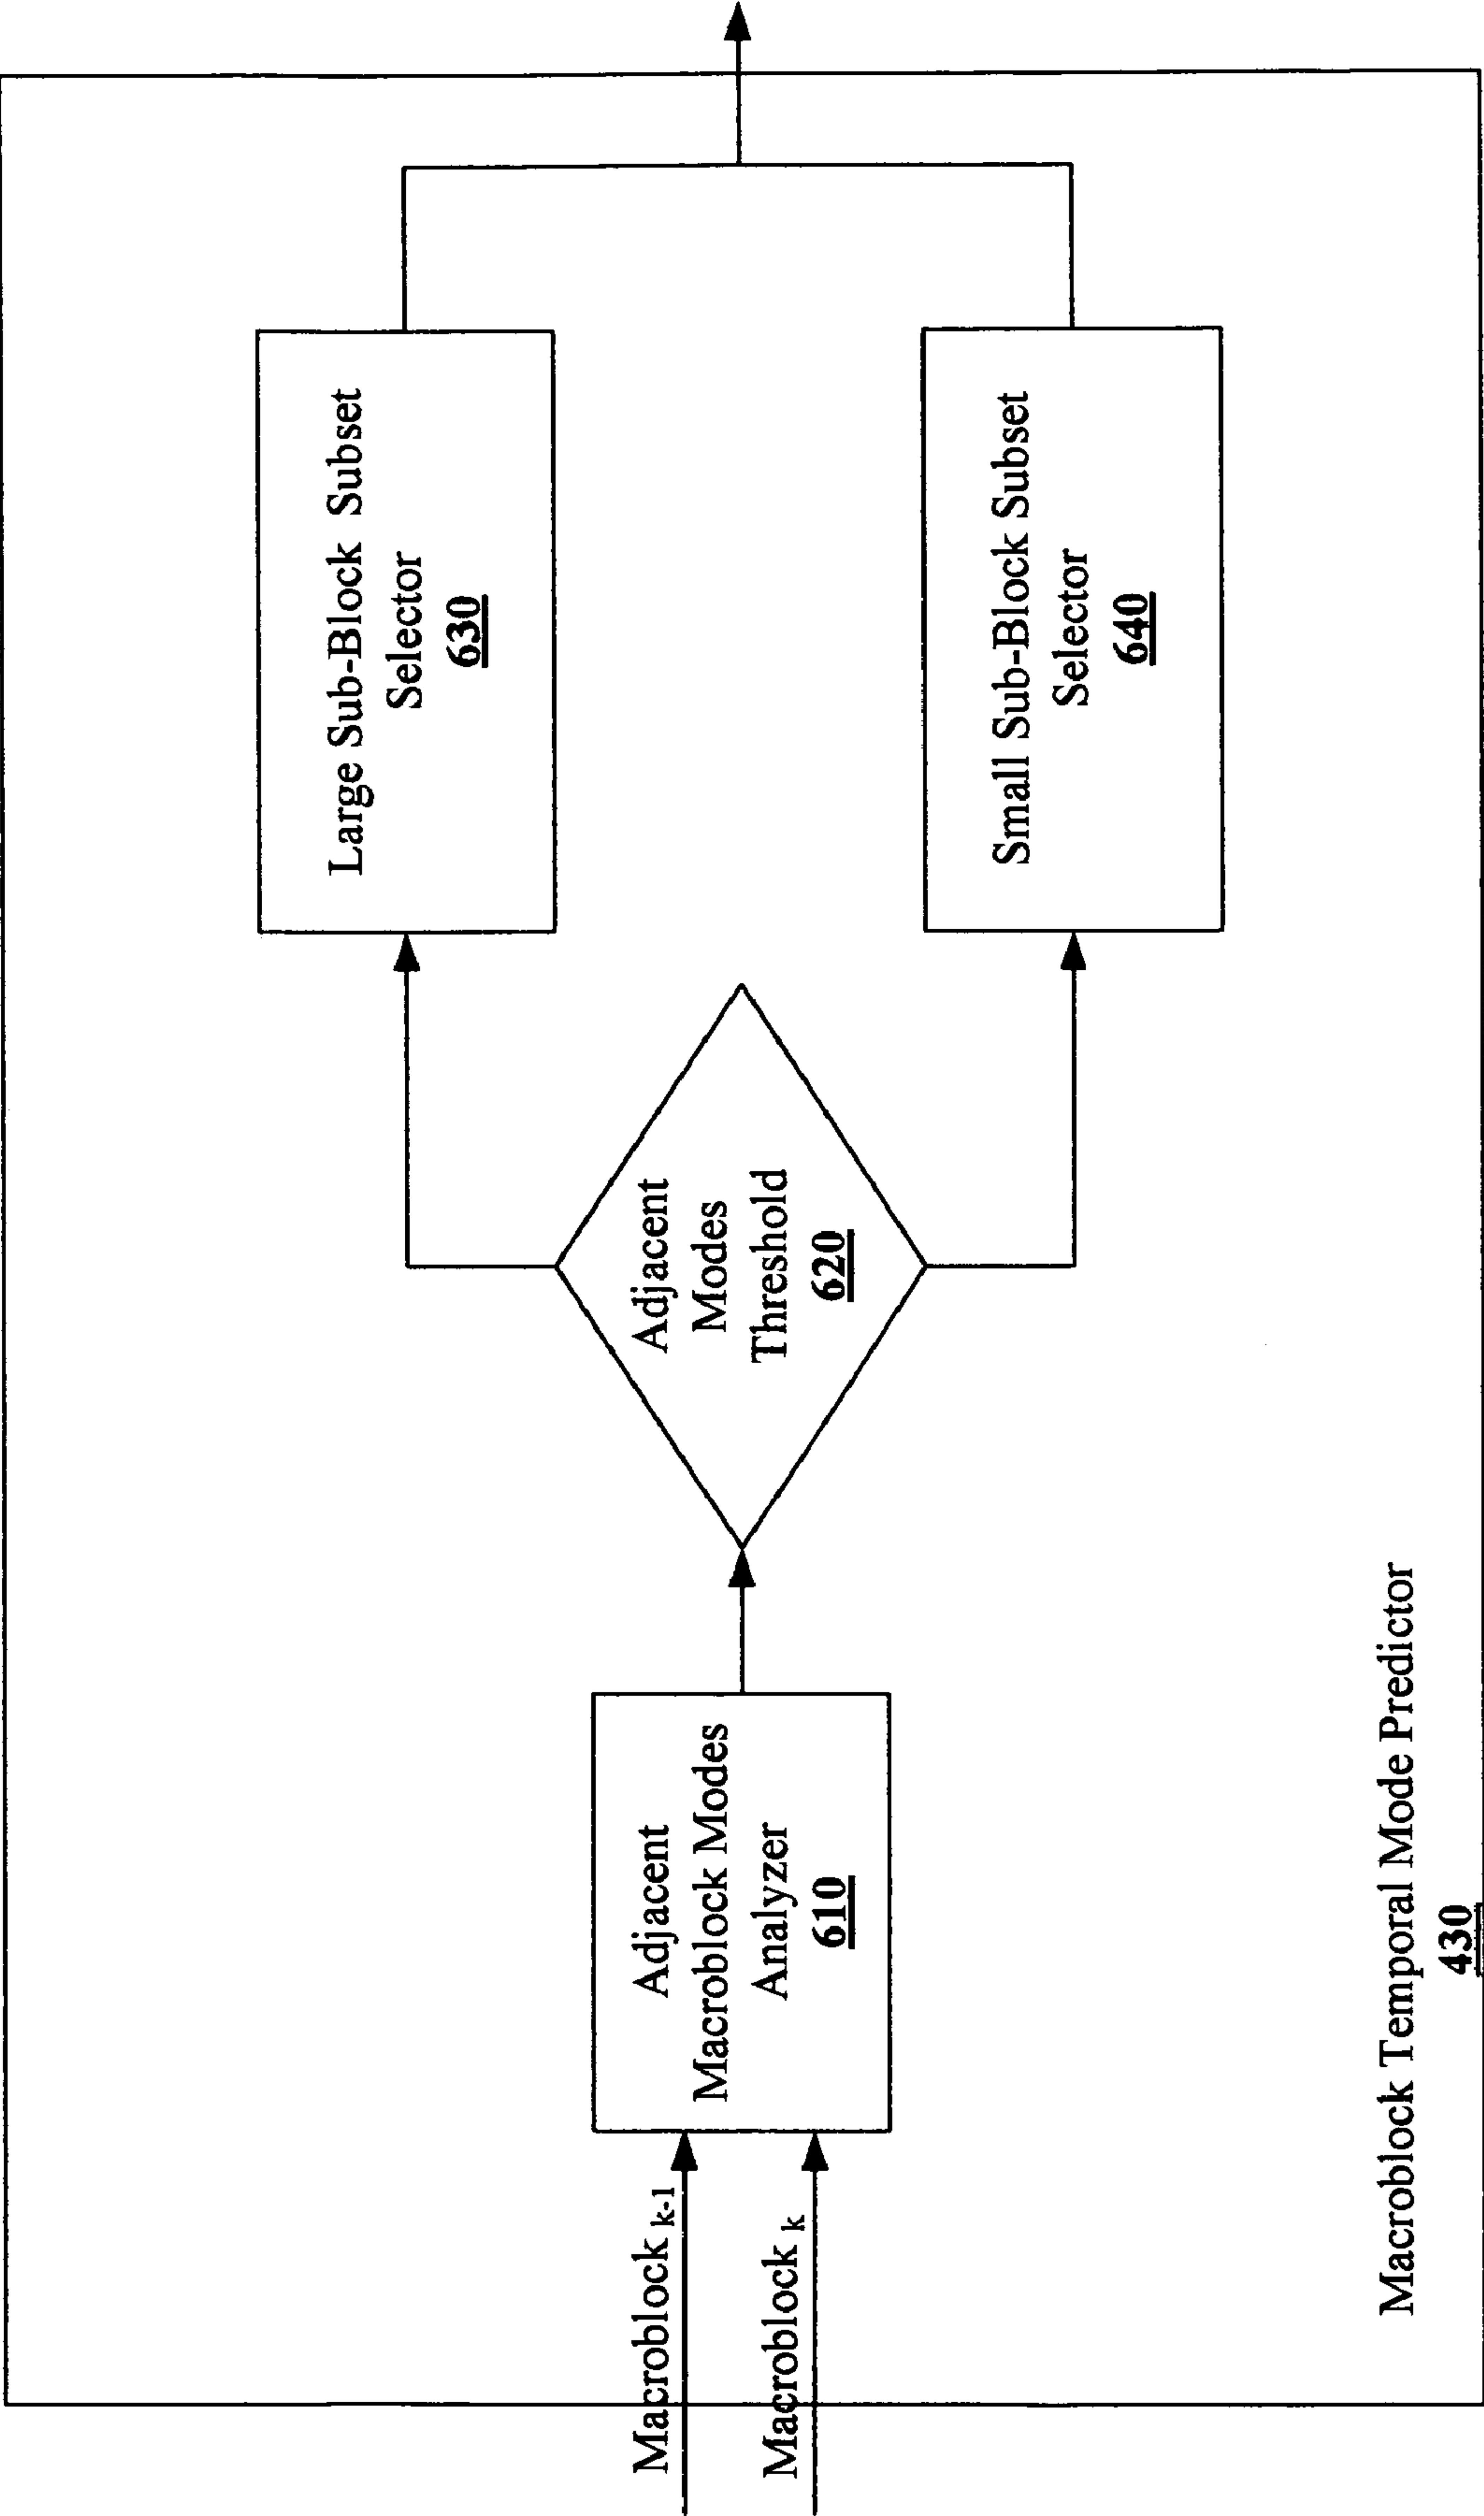 Macroblock k-1
Macroblock k
Adjacent
Macroblock Modes
Analyzer
610
Adjacent
Modes
Threshold
620
Large Sub-Block Subset
Selector
630
Small Sub-Block Subset
Selector
640
Macroblock Temporal Mode Predictor
430